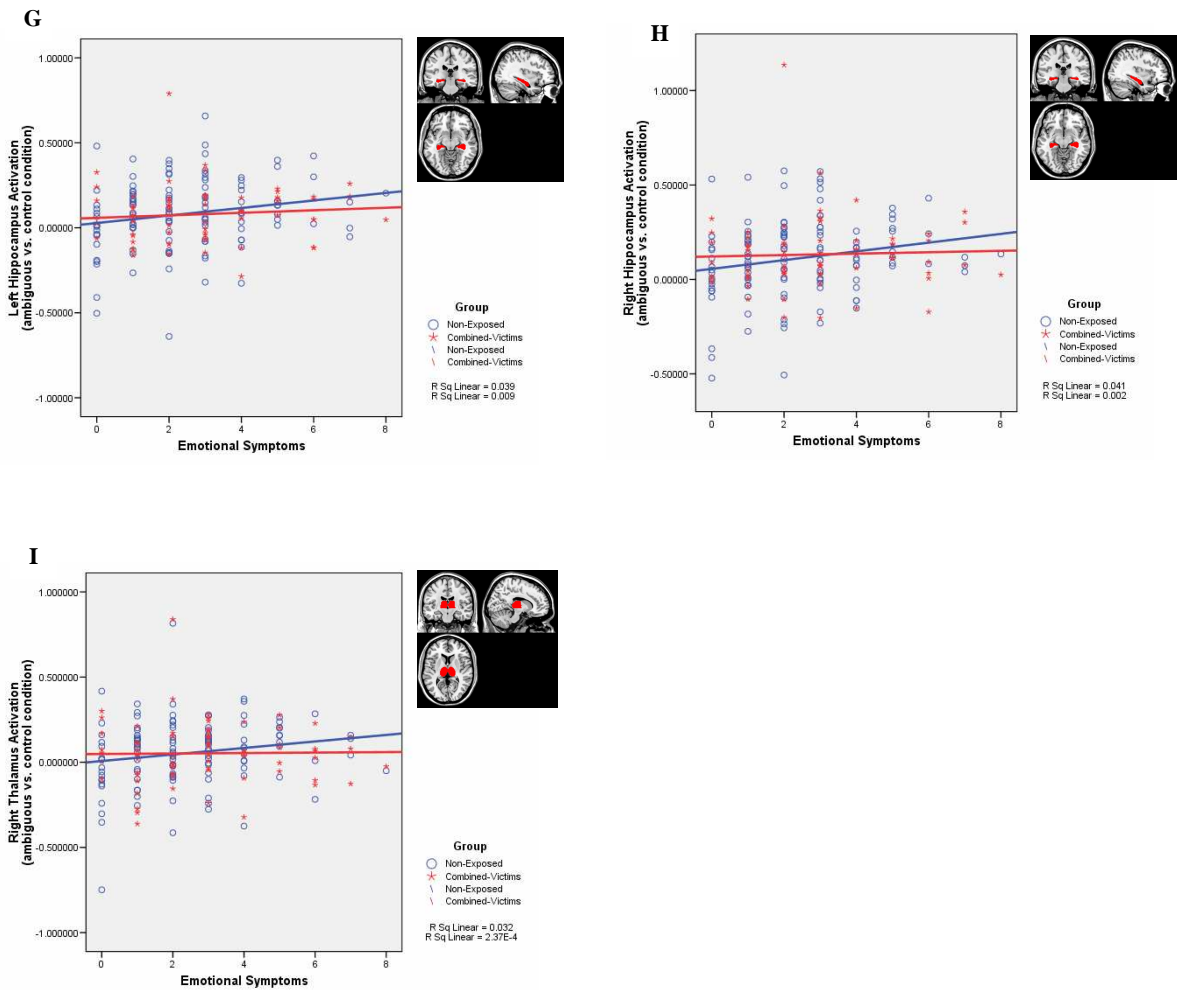 G
1.00000
0.50000
0.00000
-0.50000
-1.00000
Left Hippocampus Activation
(ambiguous vs. control condition)
0 2 4 6 8
Emotional Symptoms
Group
Non-Exposed
Combined-Victims
Non-Exposed
Combined-Victims
R Sq Linear = 0.039
R Sq Linear = 0.009
H
1.00000
0.50000
0.00000
-0.50000
Right Hippocampus Activation
(ambiguous vs. control condition)
0 2 4 6 8
Emotional Symptoms
Group
Non-Exposed
Combined-Victims
Non-Exposed
Combined-Victims
R Sq Linear = 0.041
R Sq Linear = 0.002
I
1.000000
0.500000
0.000000
-0.500000
-1.000000
Right Thalamus Activation
(ambiguous vs. control condition)
0 2 4 6 8
Emotional Symptoms
Group
Non-Exposed
Combined-Victims
Non-Exposed
Combined-Victims
R Sq Linear = 0.032
R Sq Linear = 2.37E-4